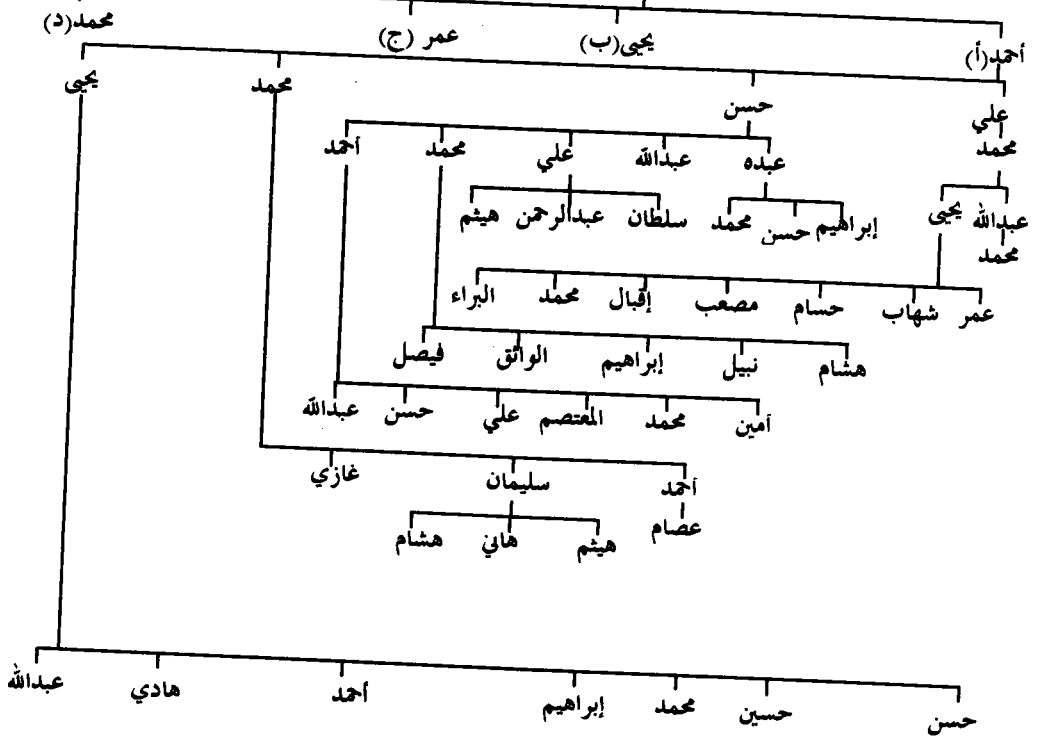 أحمد(أ) يحيى(ب) عمر (ج) محمد(د)
علي حسن محمد يحيى
محمد عبده عبدالله علي محمد أحمد
عبدالله يحيى إبراهيم حسن محمد سلطان عبدالرحمن هيثم
محمد
عمر شهاب حسام مصعب إقبال محمد البراء
هشام نبيل إبراهيم الواثق فيصل
أمين محمد المعتصم علي حسن عبدالله
أحمد سليمان غازي
عصام هيثم هاني هشام
حسن حسين محمد إبراهيم أحمد هادي عبدالله